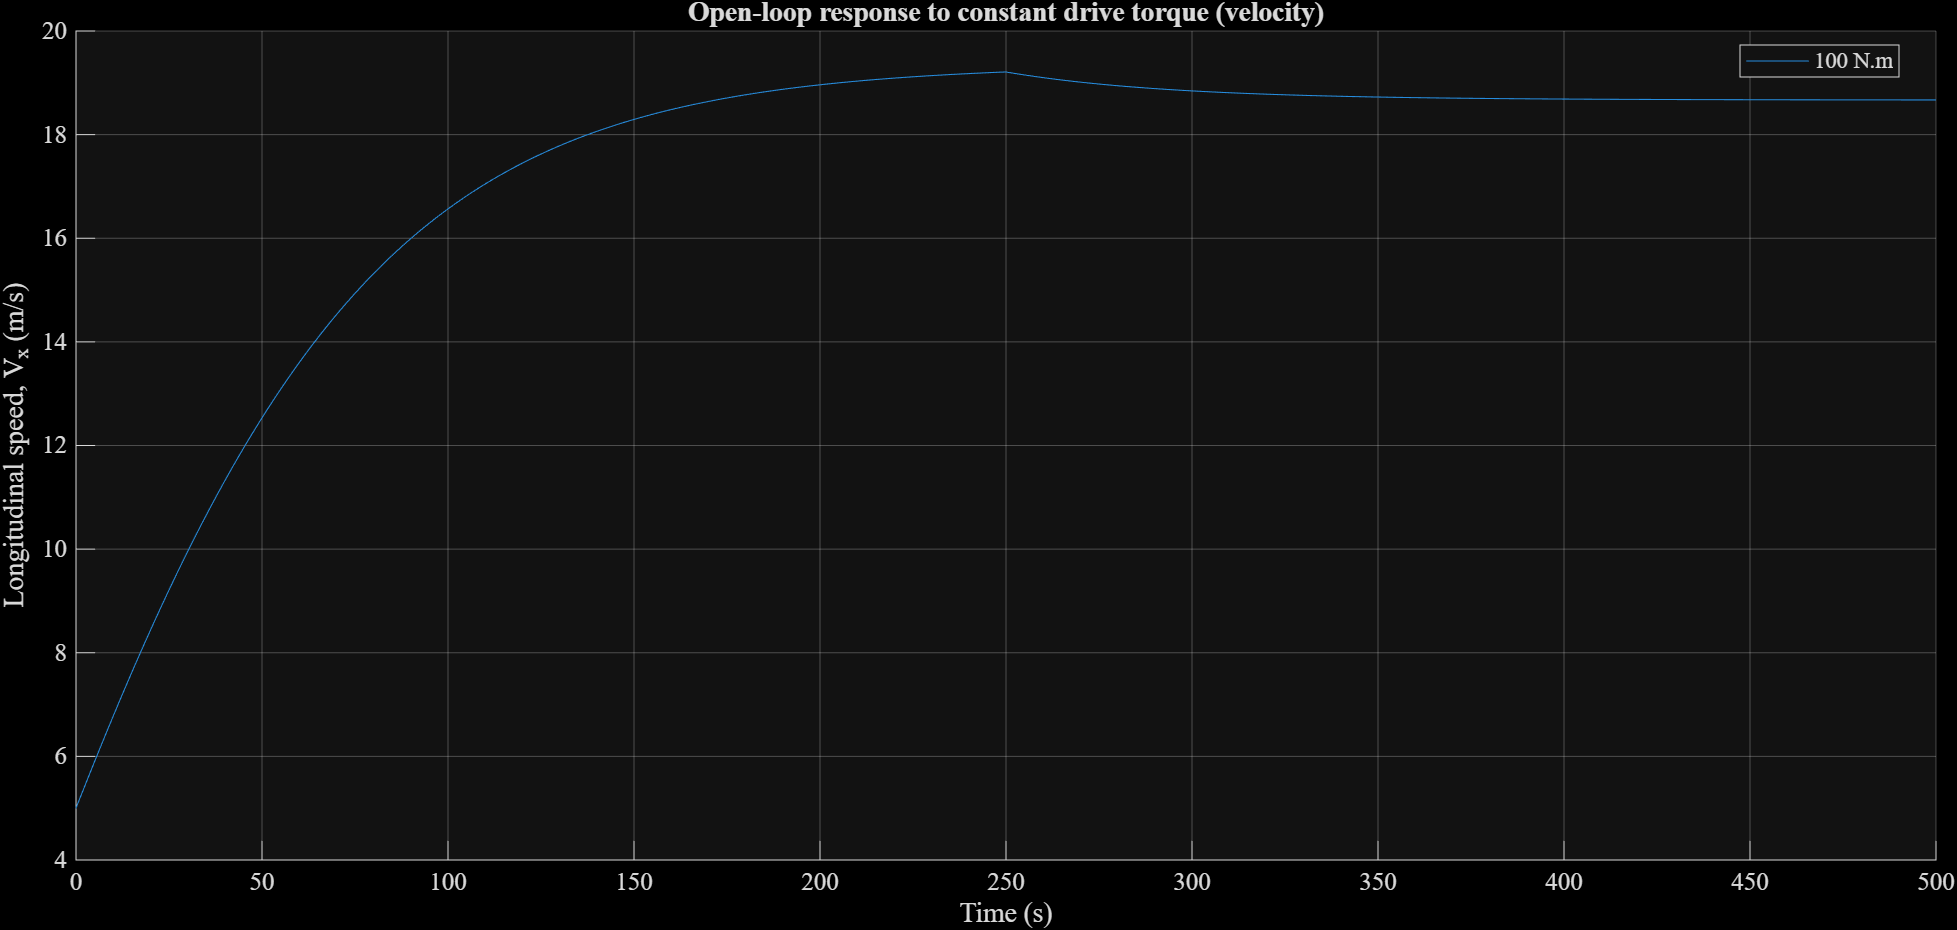 Open-loop response to constant drive torque (velocity)
100 N.m
Longitudinal speed, Vx (m/s)
20
18
16
14
12
10
8
6
4
0 50 100 150 200 250 300 350 400 450 500
Time (s)